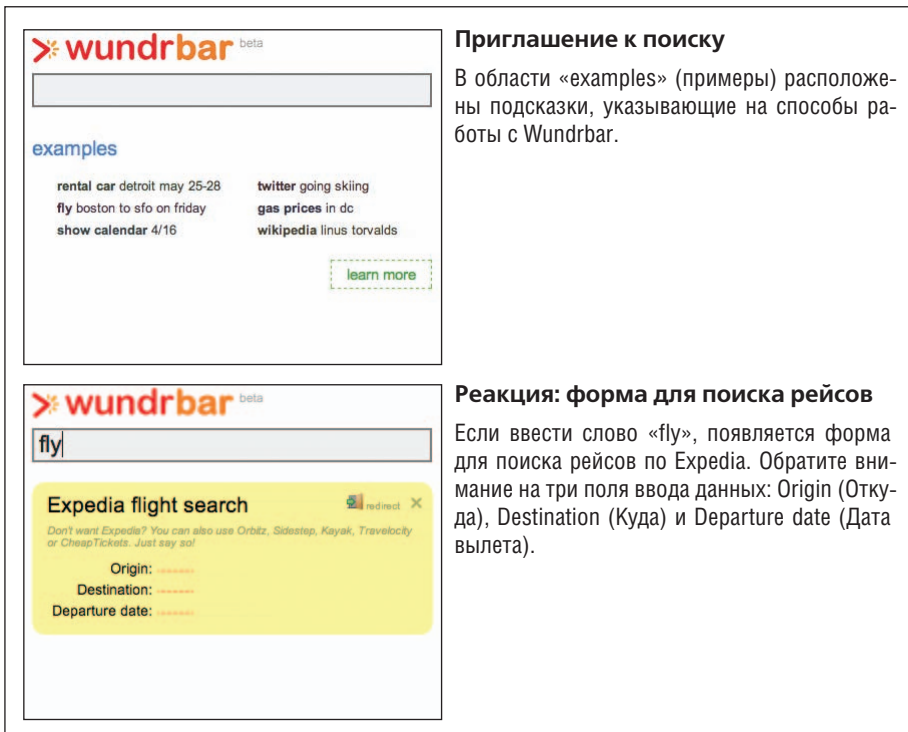 wundrbar beta
examples
rental car detroit may 25-28
twitter going skiing
fly boston to sfo on friday
gas prices in dc
show calendar 4/16
wikipedia linus torvalds
learn more
Приглашение к поиску
В области «examples» (примеры) расположе-
ны подсказки, указывающие на способы ра-
боты с Wundrbar.
wundrbar beta
fly
Expedia flight search
redirect
Don't want Expedia? You can also use Orbitz, Sidestep, Kayak, Travelocity
or CheapTickets. Just say so!
Origin:
Destination:
Departure date:
Реакция: форма для поиска рейсов
Если ввести слово «fly», появляется форма
для поиска рейсов по Expedia. Обратите вни-
мание на три поля ввода данных: Origin (Отку-
да), Destination (Куда) и Departure date (Дата
вылета).